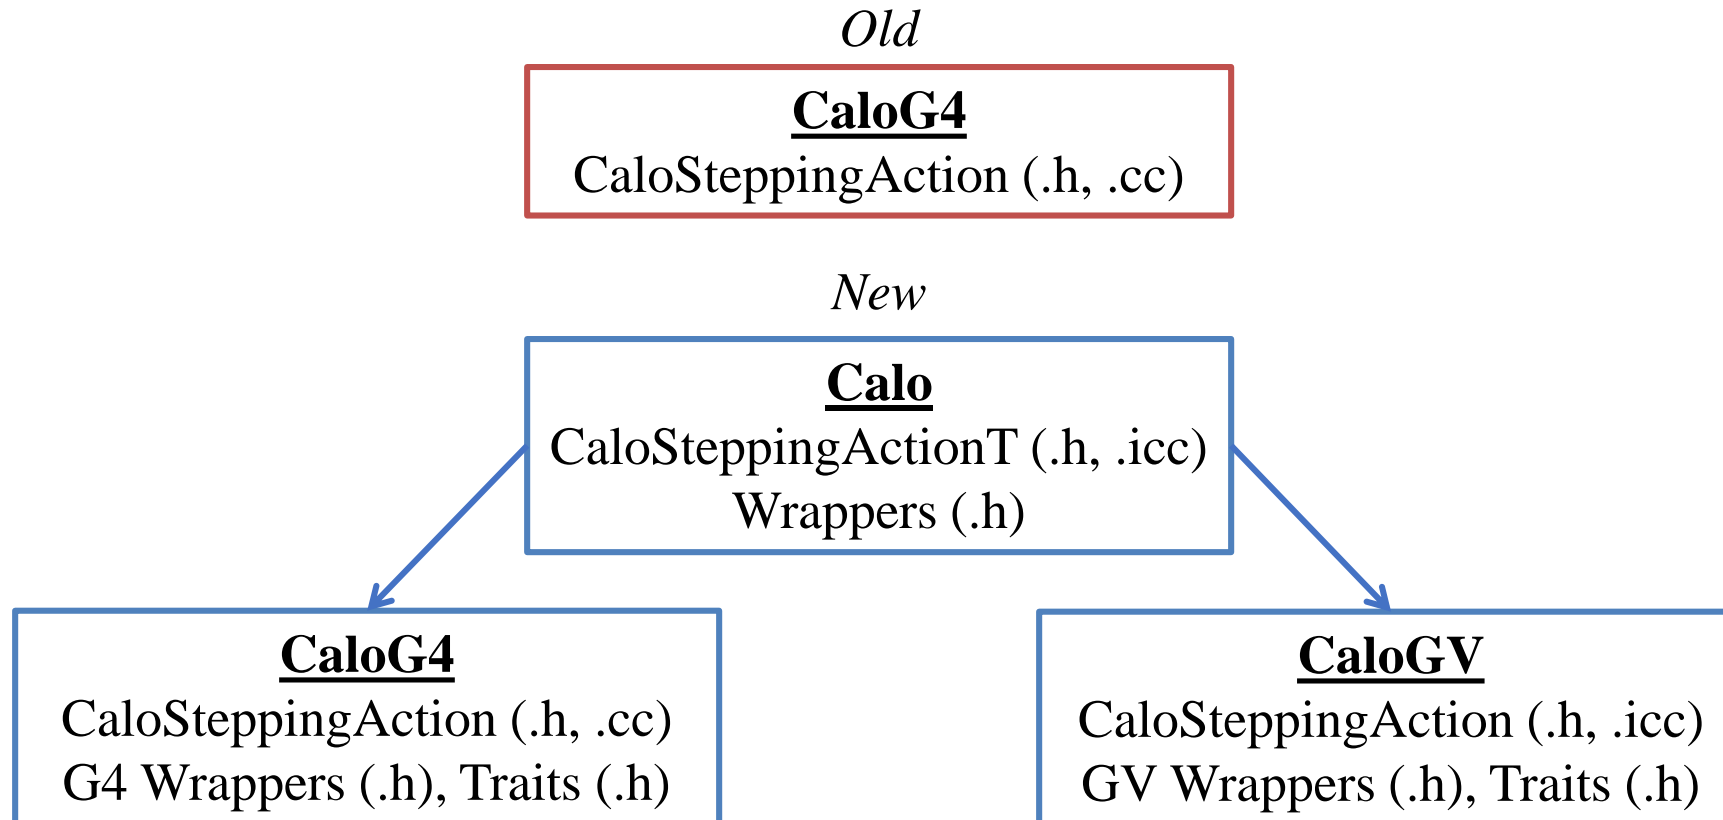 Old
CaloG4
CaloSteppingAction (.h, .cc)
New
Calo
CaloSteppingActionT (.h, .icc)
Wrappers (.h)
CaloG4
CaloSteppingAction (.h, .cc)
G4 Wrappers (.h), Traits (.h)
CaloGV
CaloSteppingAction (.h, .icc)
GV Wrappers (.h), Traits (.h)